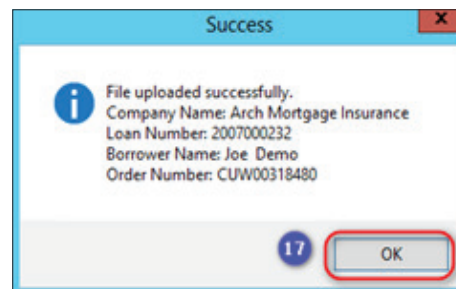 Success
x
File uploaded successfully.
Company Name: Arch Mortgage Insurance
Loan Number: 2007000232
Borrower Name: Joe Demo
Order Number: CUW00318480
17
OK